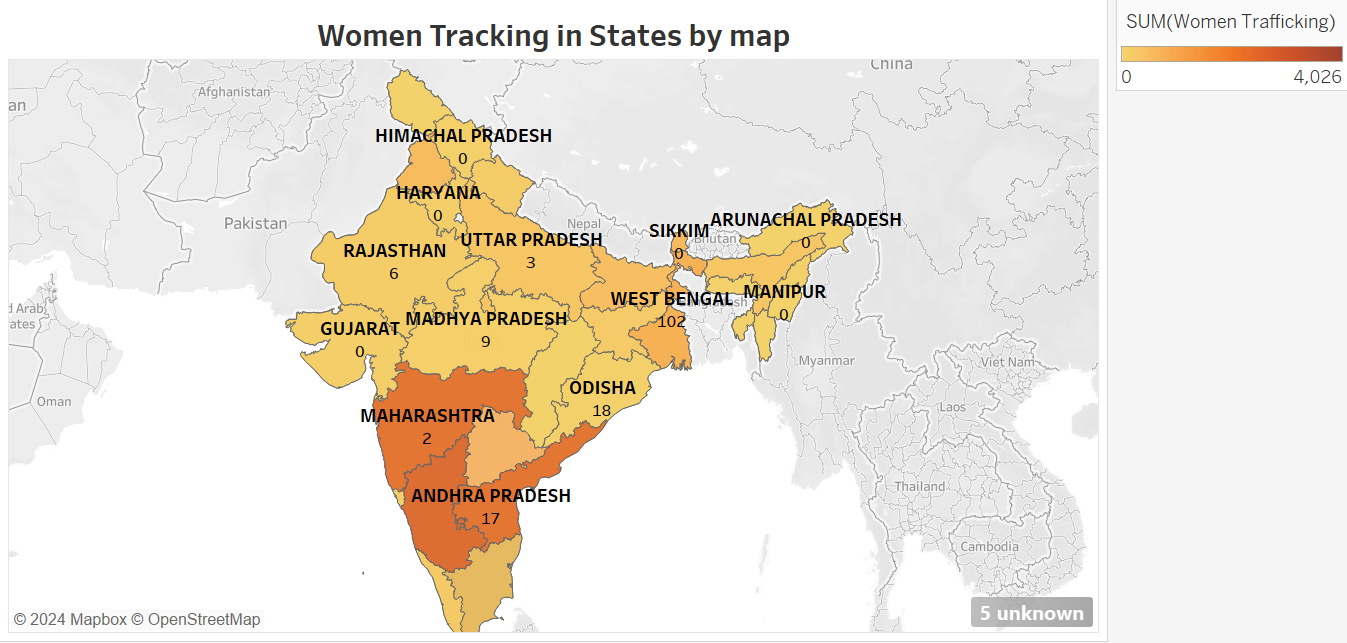 Women Tracking in States by map
SUM(Women Trafficking)
0 4,026
China
Afghanistan
an
HIMACHAL PRADESH
0
HARYANA
0
Pakistan
Nepal
SIKKIM
0
Bhutan
ARUNACHAL PRADESH
0
RAJASTHAN
6
UTTAR PRADESH
3
WEST BENGAL
102
MANIPUR
0
d Arab
ates
GUJARAT
0
MADHYA PRADESH
9
Myanmar
Viet Nam
Oman
ODISHA
18
Laos
MAHARASHTRA
2
Thailand
ANDHRA PRADESH
17
Cambodia
© 2024 Mapbox © OpenStreetMap
5 unknown